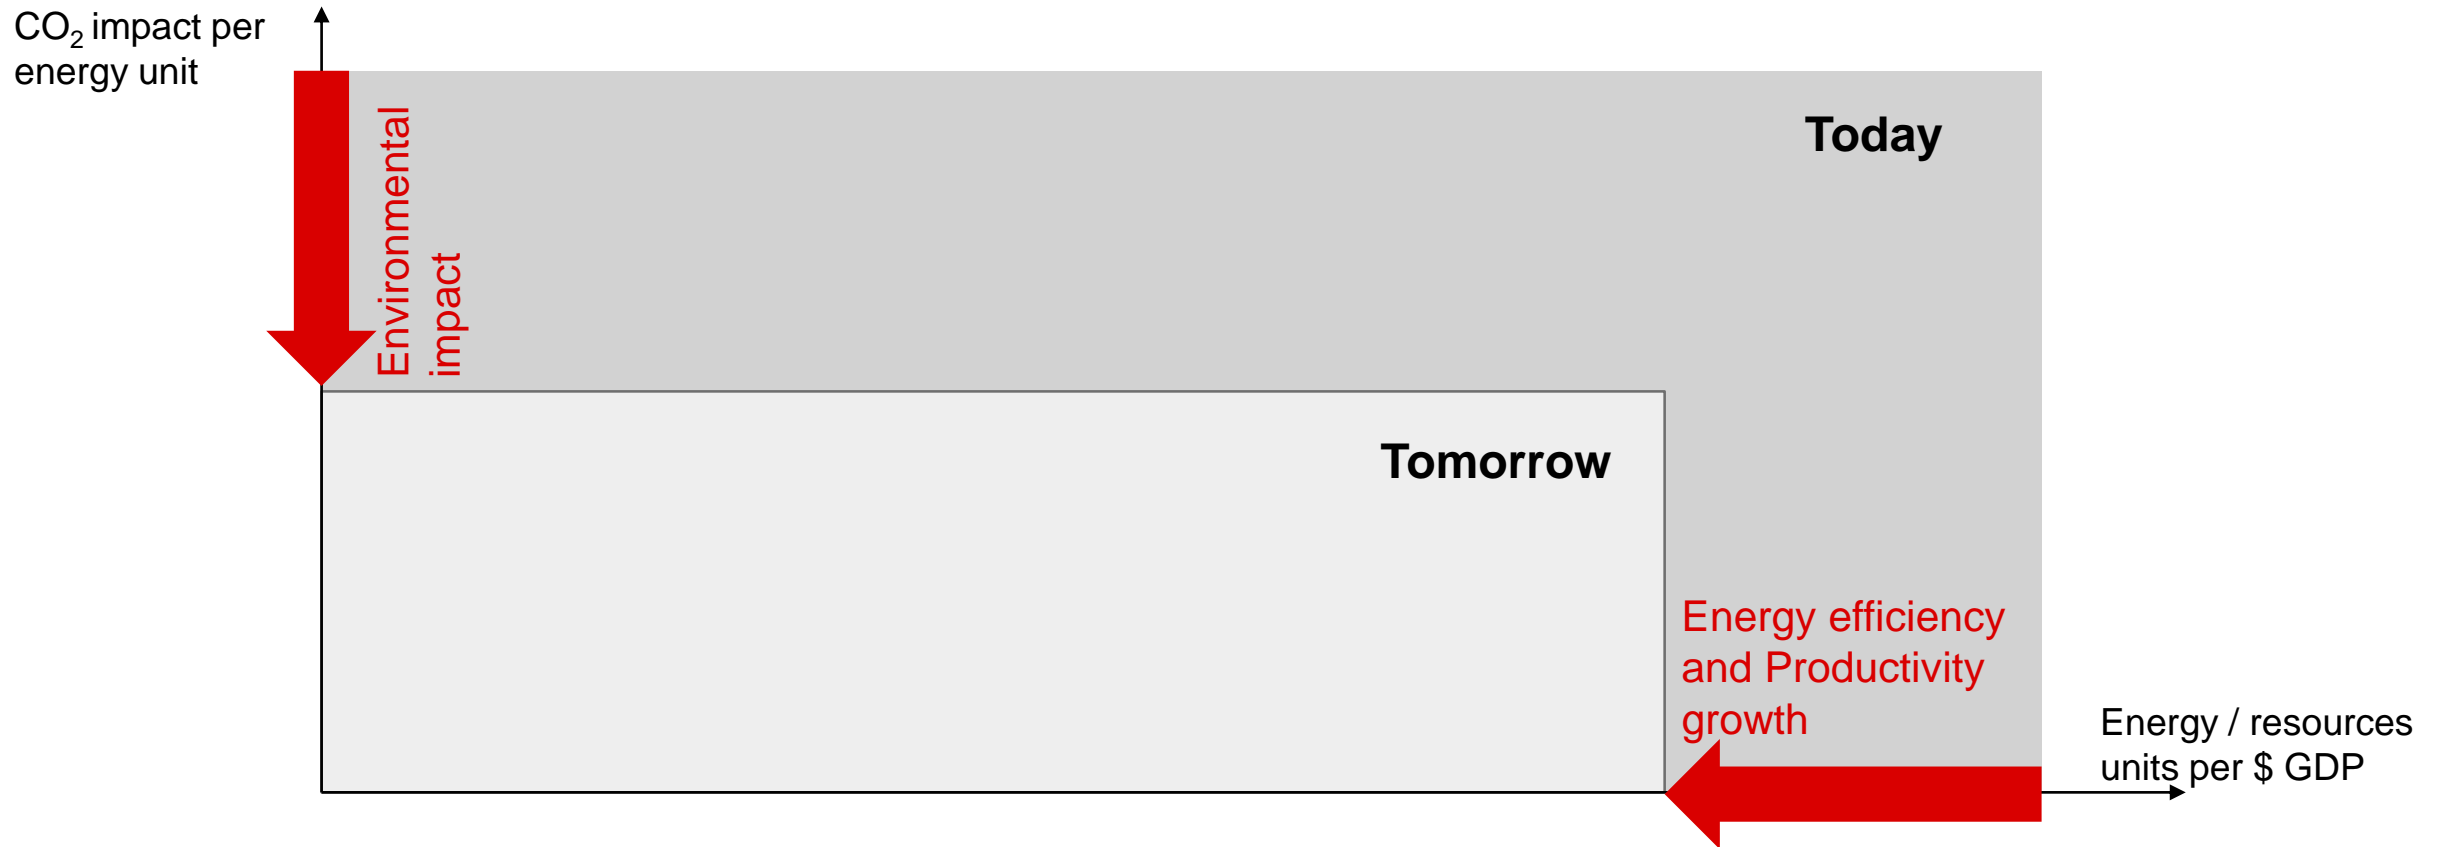 CO₂ impact per
energy unit
Environmental
impact
Today
Tomorrow
Energy efficiency
and Productivity
growth
Energy / resources
units per $ GDP